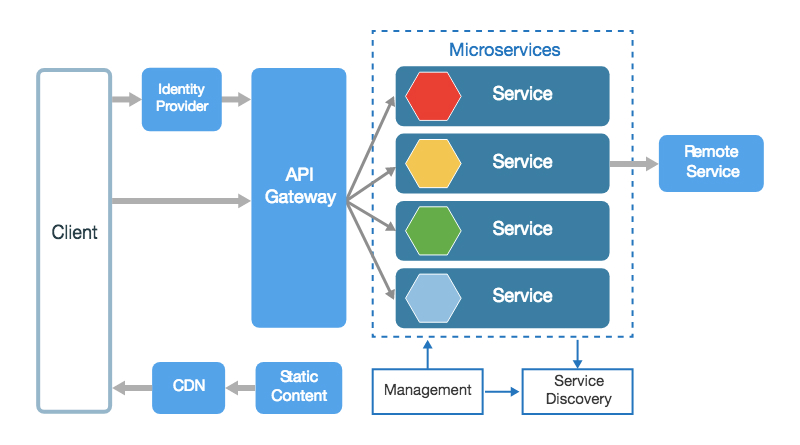 Microservices
Identity
Provider
Service
API
Gateway
Service
Remote
Service
Client
Service
Service
CDN
Static
Content
Management
Service
Discovery